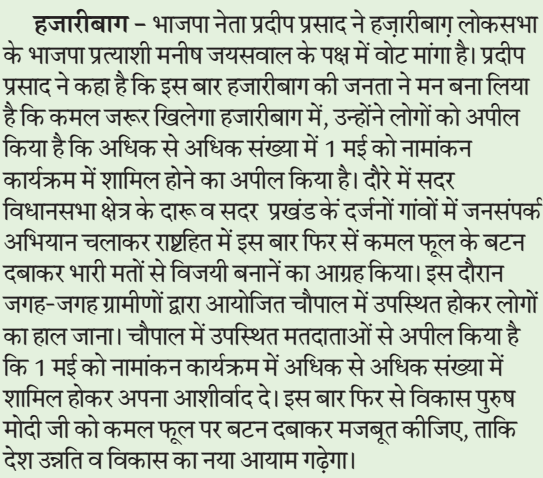 हजारीबाग – भाजपा नेता प्रदीप प्रसाद ने हज़ारीबाग़ लोकसभा
के भाजपा प्रत्याशी मनीष जयसवाल के पक्ष में वोट मांगा है। प्रदीप
प्रसाद ने कहा है कि इस बार हजारीबाग की जनता ने मन बना लिया
है कि कमल जरूर खिलेगा हजारीबाग में, उन्होंने लोगों को अपील
किया है कि अधिक से अधिक संख्या में 1 मई को नामांकन
कार्यक्रम में शामिल होने का अपील किया है। दौरे में सदर
विधानसभा क्षेत्र के दारू व सदर प्रखंड कें दर्जनों गांवों में जनसंपर्क
अभियान चलाकर राष्ट्रहित में इस बार फिर सें कमल फूल के बटन
दबाकर भारी मतों से विजयी बनानें का आग्रह किया। इस दौरान
जगह-जगह ग्रामीणों द्वारा आयोजित चौपाल में उपस्थित होकर लोगों
का हाल जाना। चौपाल में उपस्थित मतदाताओं से अपील किया है
कि 1 मई को नामांकन कार्यक्रम में अधिक से अधिक संख्या में
शामिल होकर अपना आशीर्वाद दे। इस बार फिर से विकास पुरुष
मोदी जी को कमल फूल पर बटन दबाकर मजबूत कीजिए, ताकि
देश उन्नति व विकास का नया आयाम गढ़ेगा।